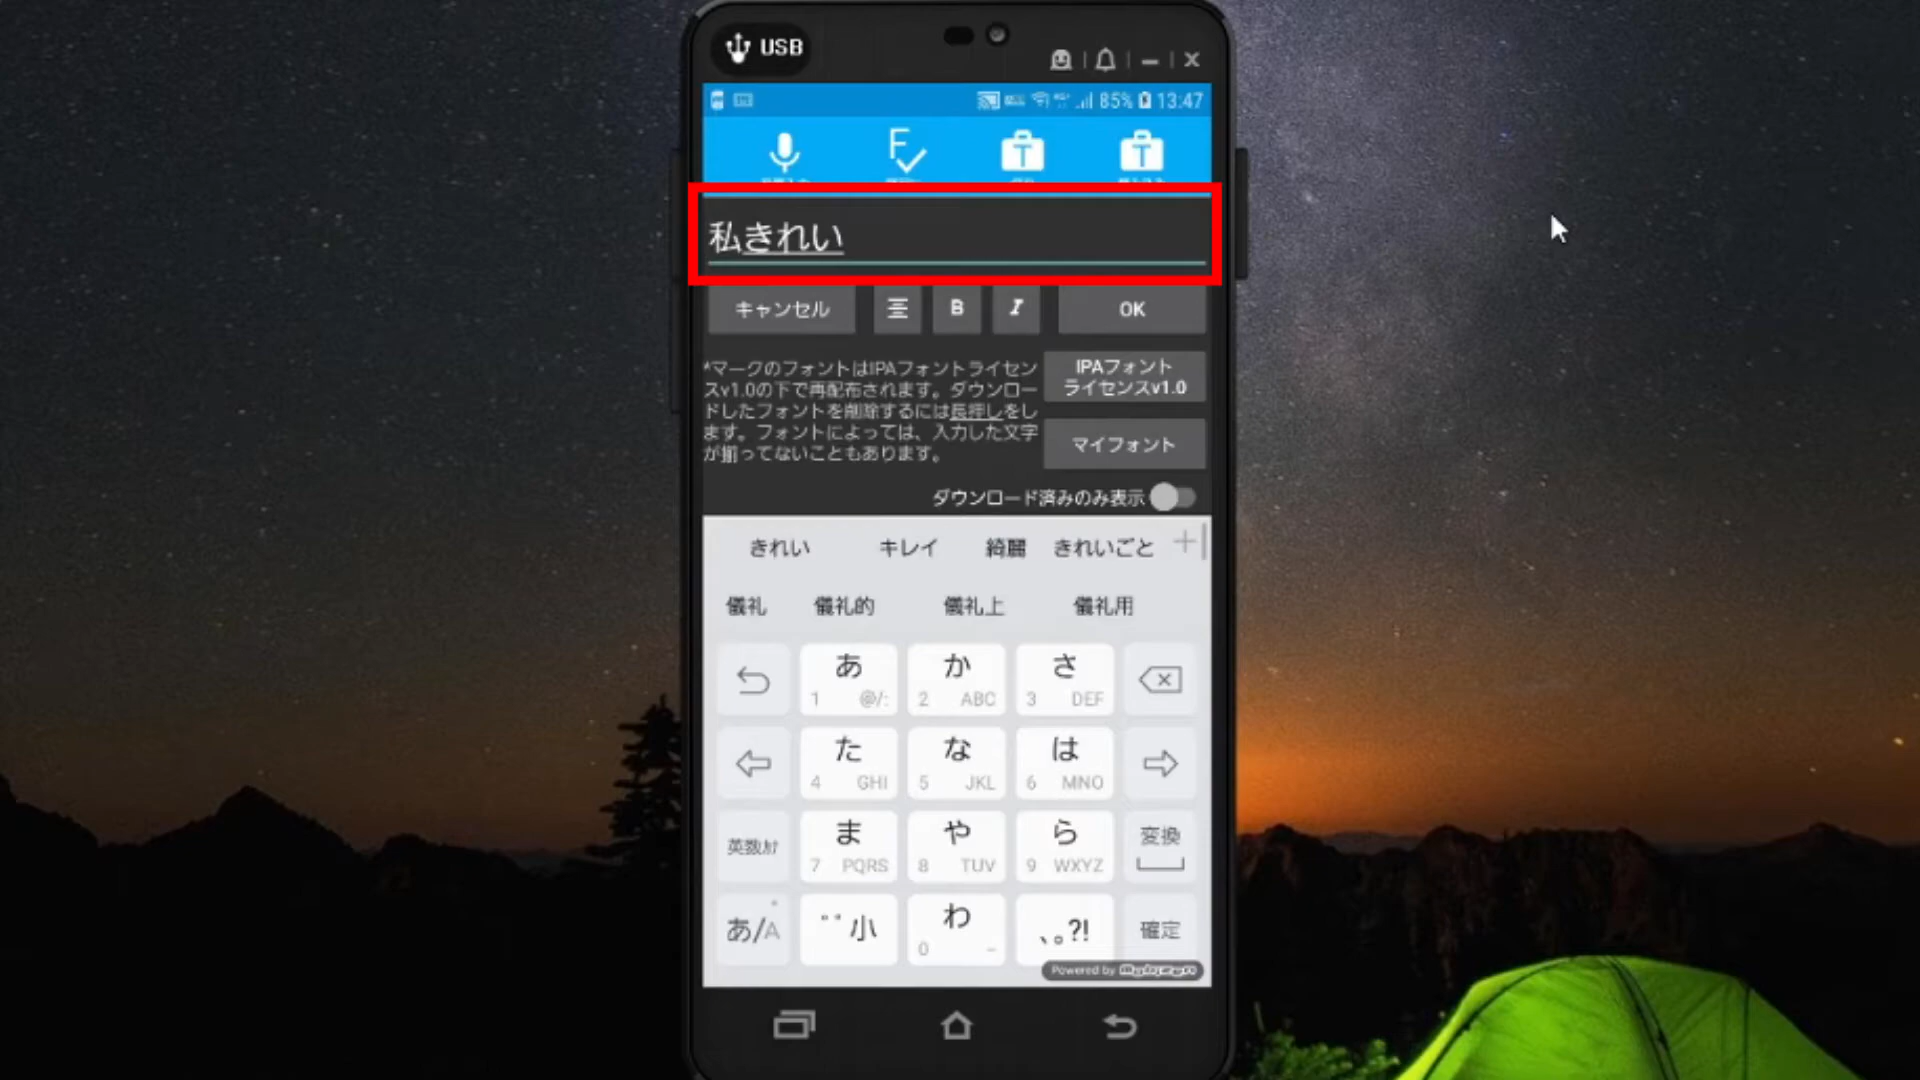 USB
85% 13:47
私きれい
キャンセル B I OK
*マークのフォントはIPAフォントライセン
スv1.0の下で再配布されます。ダウンロー
ドしたフォントを削除するには長押しをし
ます。フォントによっては、入力した文字
が揃ってないこともあります。
IPAフォント
ライセンスv1.0
マイフォント
ダウンロード済みのみ表示
きれい キレイ 綺麗 きれいごと
儀礼 儀礼的 儀礼上 儀礼用
あ か さ
1 @/: 2 ABC 3 DEF
た な は
4 GHI 5 JKL 6 MNO
英数カナ ま や ら 変換
7 PQRS 8 TUV 9 WXYZ
あ/A ゛゜小 わ 、。?! 確定
0 –
Powered by